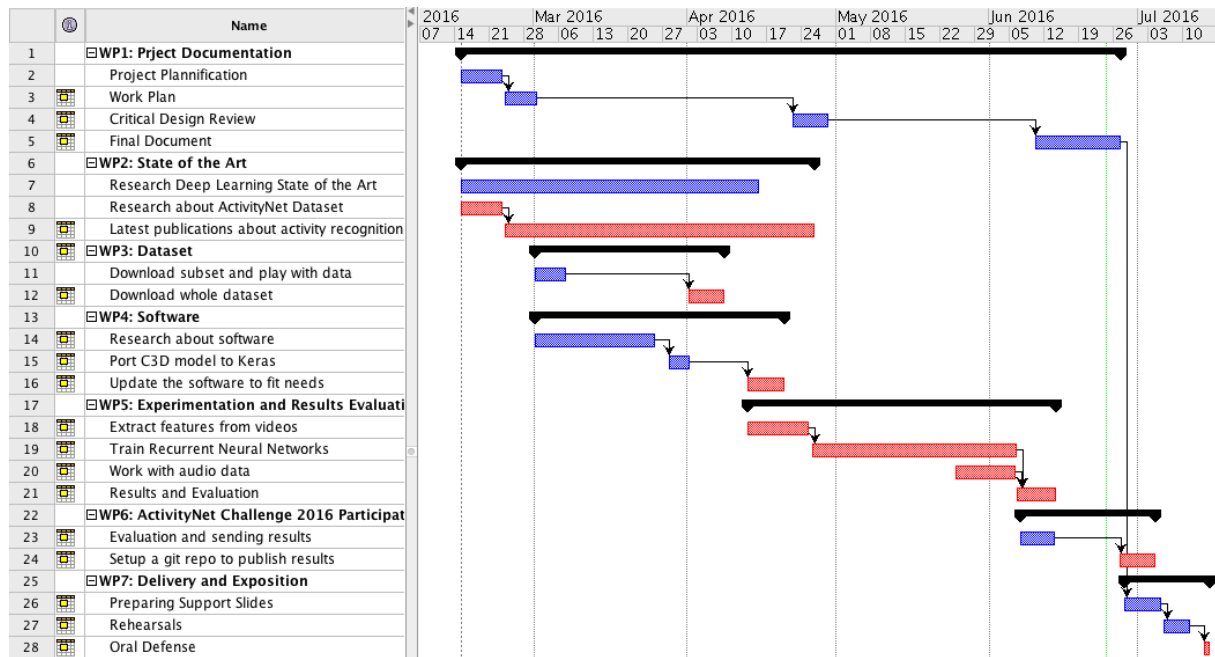 Name
2016 Mar 2016 Apr 2016 May 2016 Jun 2016 Jul 2016
07 14 21 28 06 13 20 27 03 10 17 24 01 08 15 22 29 05 12 19 26 03 10
1 WP1: Prject Documentation
2 Project Plannification
3 Work Plan
4 Critical Design Review
5 Final Document
6 WP2: State of the Art
7 Research Deep Learning State of the Art
8 Research about ActivityNet Dataset
9 Latest publications about activity recognition
10 WP3: Dataset
11 Download subset and play with data
12 Download whole dataset
13 WP4: Software
14 Research about software
15 Port C3D model to Keras
16 Update the software to fit needs
17 WP5: Experimentation and Results Evaluati
18 Extract features from videos
19 Train Recurrent Neural Networks
20 Work with audio data
21 Results and Evaluation
22 WP6: ActivityNet Challenge 2016 Participat
23 Evaluation and sending results
24 Setup a git repo to publish results
25 WP7: Delivery and Exposition
26 Preparing Support Slides
27 Rehearsals
28 Oral Defense